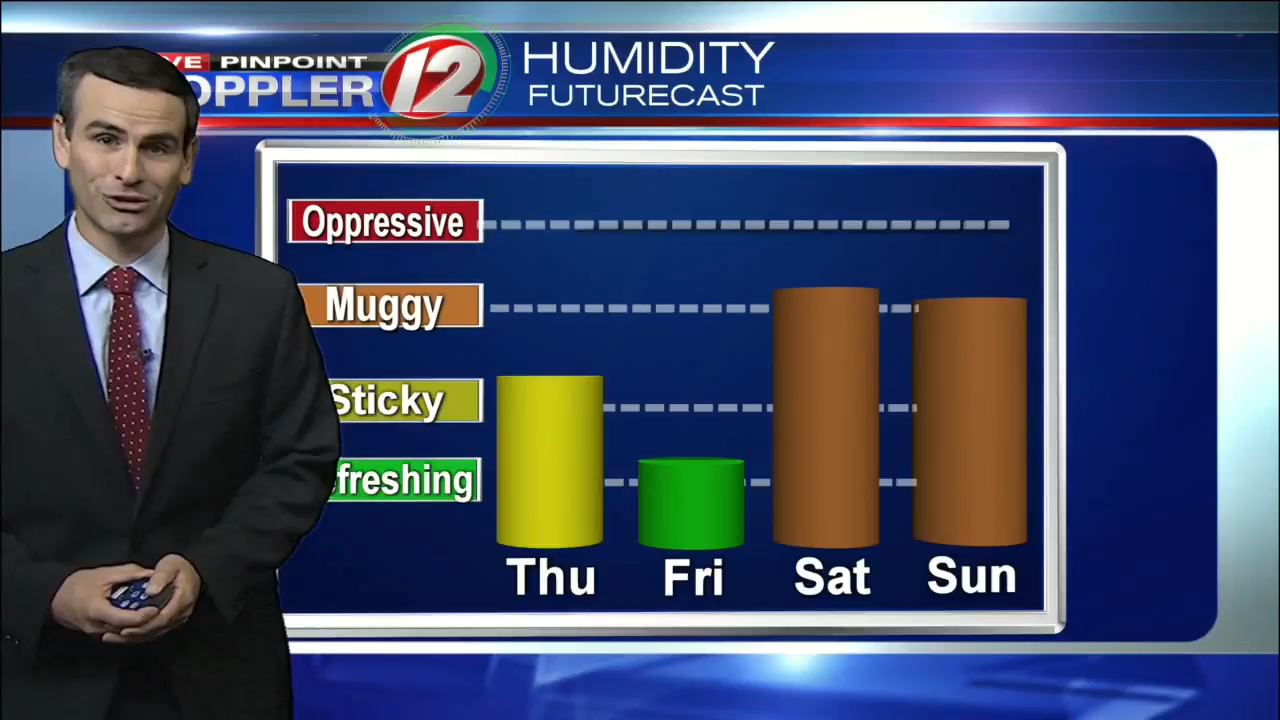 PINPOINT
12
HUMIDITY
FUTURECAST
Oppressive
Muggy
Sticky
Thu Fri Sat Sun